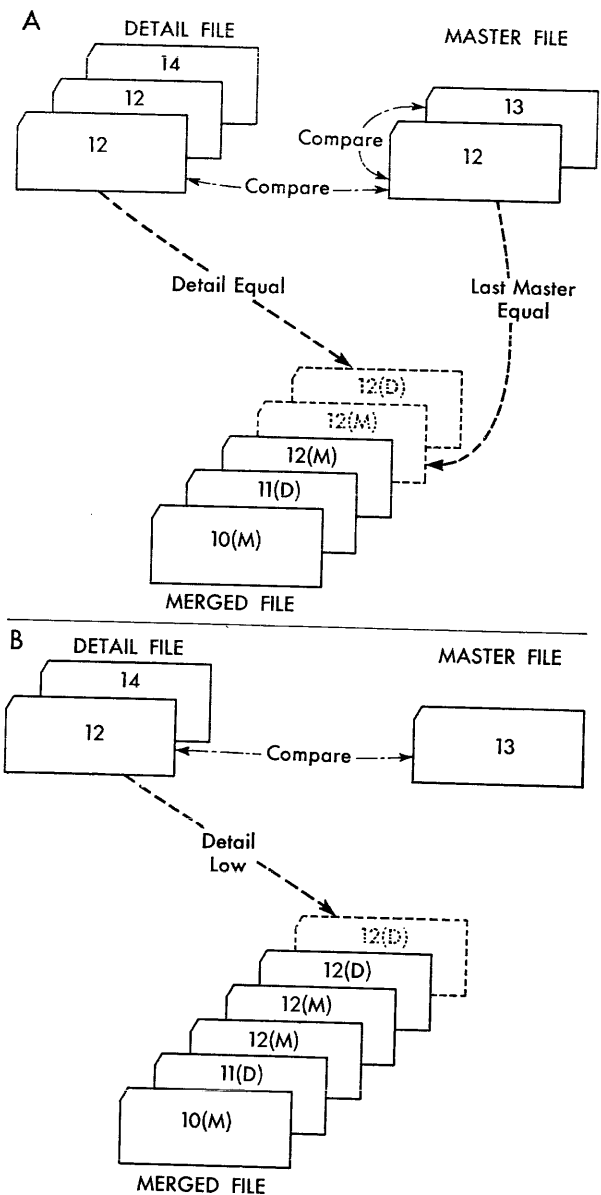 A
DETAIL FILE
MASTER FILE
14
12
12
13
12
Compare
Compare
Detail Equal
Last Master
Equal
12(D)
12(M)
12(M)
11(D)
10(M)
MERGED FILE
B
DETAIL FILE
MASTER FILE
14
12
13
Compare
Detail
Low
12(D)
12(D)
12(M)
12(M)
11(D)
10(M)
MERGED FILE